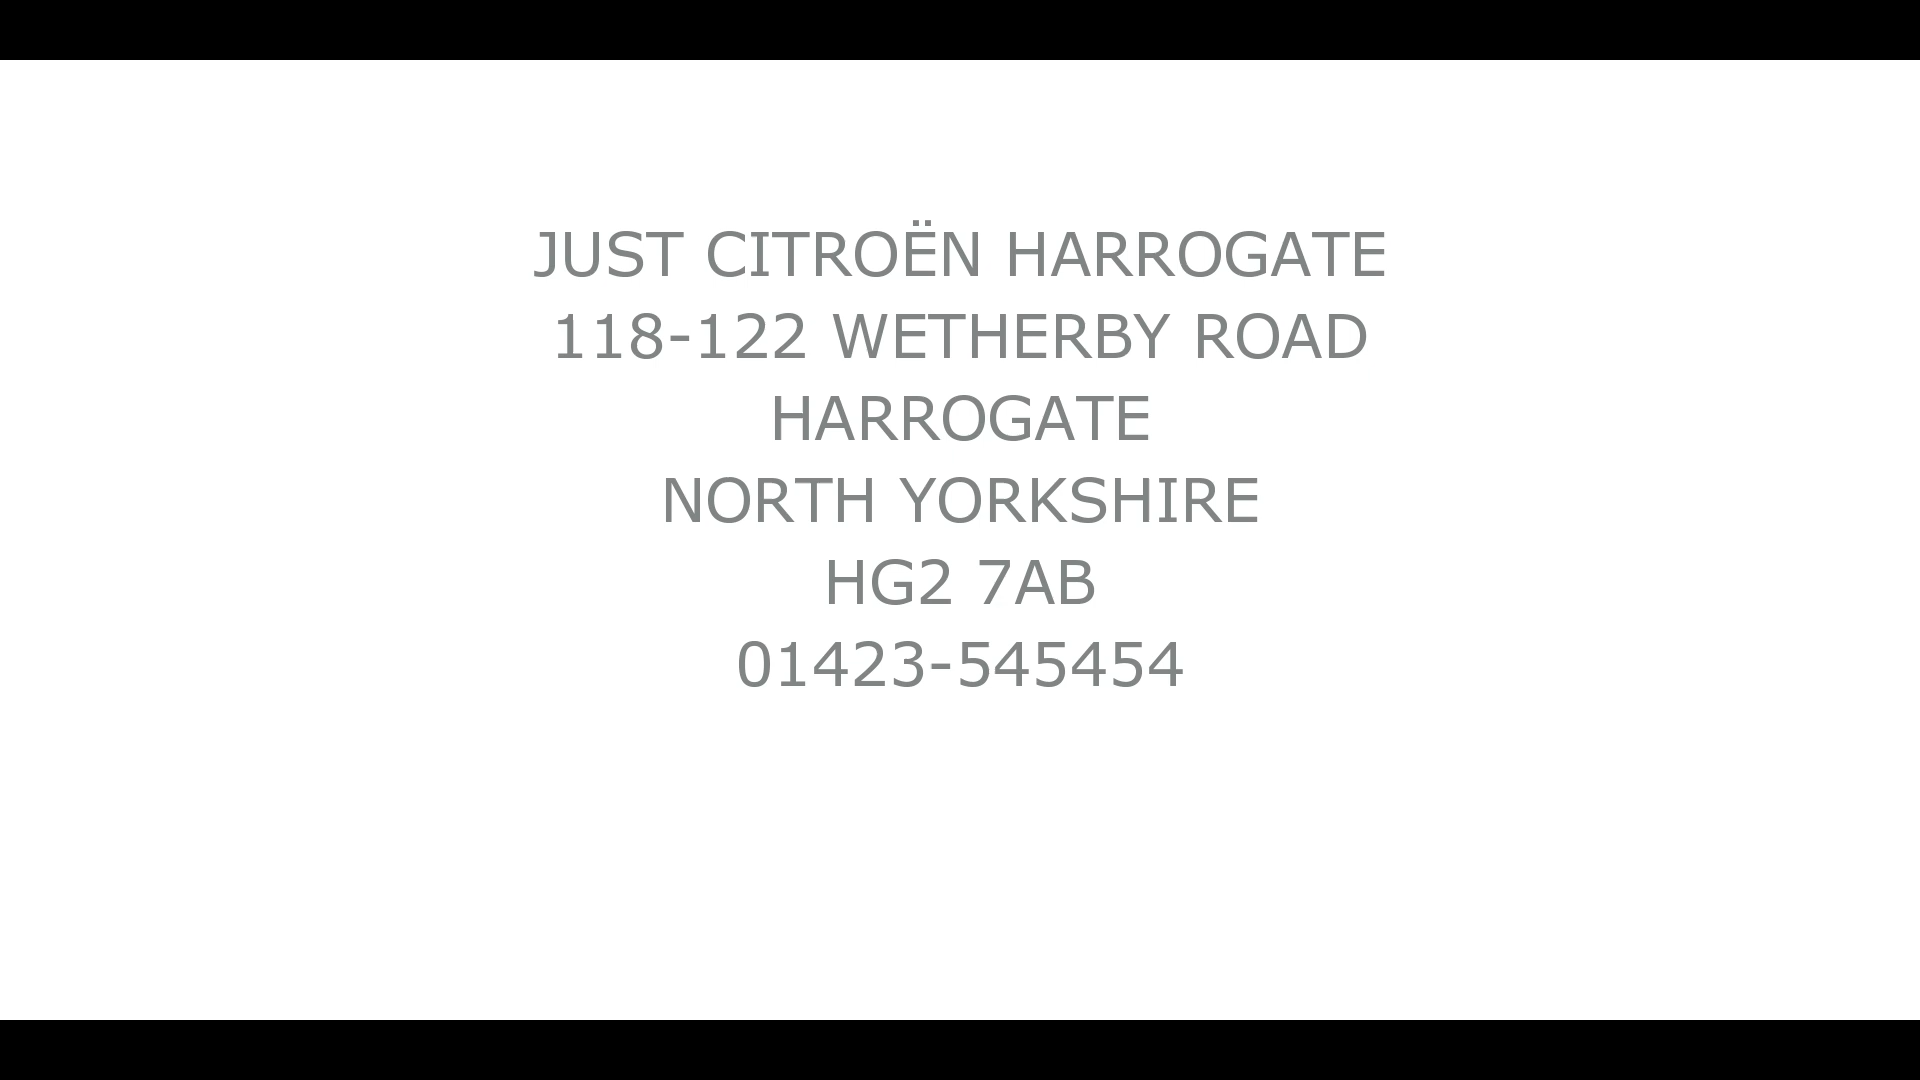 JUST CITROËN HARROGATE
118-122 WETHERBY ROAD
HARROGATE
NORTH YORKSHIRE
HG2 7AB
01423-545454